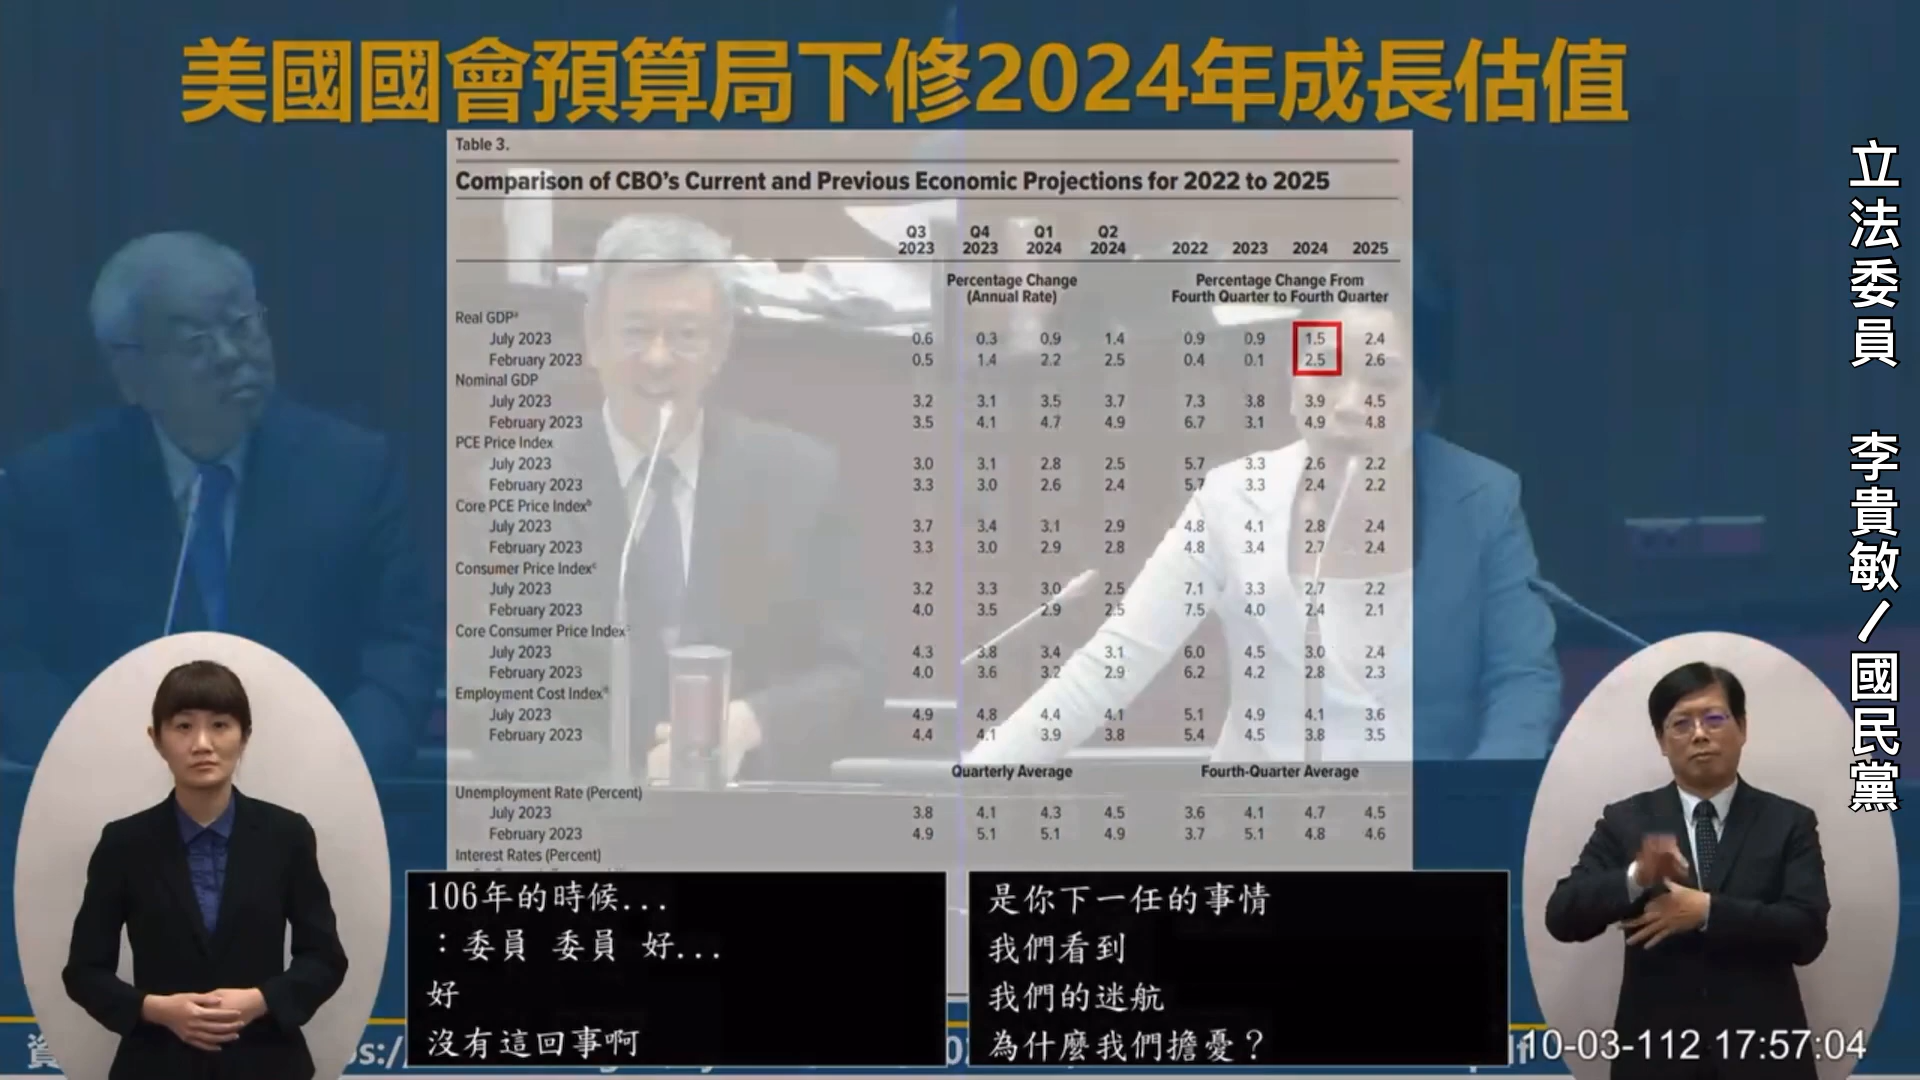 美國國會預算局下修2024年成長估值
Table 3.
Comparison of CBO's Current and Previous Economic Projections for 2022 to 2025
Q3 2023 Q4 2023 Q1 2024 Q2 2024 2022 2023 2024 2025
Percentage Change (Annual Rate)
Percentage Change From Fourth Quarter to Fourth Quarter
Real GDPᵃ
July 2023 0.6 0.3 0.9 1.4 0.9 0.9 1.5 2.4
February 2023 0.5 1.4 2.2 2.5 0.4 0.1 2.5 2.6
Nominal GDP
July 2023 3.2 3.1 3.5 3.7 7.3 3.8 3.9 4.5
February 2023 3.5 4.1 4.7 4.9 6.7 3.1 4.9 4.8
PCE Price Index
July 2023 3.0 3.1 2.8 2.5 5.7 3.3 2.6 2.2
February 2023 3.3 3.0 2.6 2.4 5.7 3.3 2.4 2.2
Core PCE Price Indexᵇ
July 2023 3.7 3.4 3.1 2.9 4.8 4.1 2.8 2.4
February 2023 3.3 3.0 2.9 2.8 4.8 3.4 2.7 2.4
Consumer Price Indexᶜ
July 2023 3.2 3.3 3.0 2.5 7.1 3.3 2.7 2.2
February 2023 4.0 3.5 2.9 2.5 7.5 4.0 2.4 2.1
Core Consumer Price Index
July 2023 4.3 3.8 3.4 3.1 6.0 4.5 3.0 2.4
February 2023 4.0 3.6 3.2 2.9 6.2 4.2 2.8 2.3
Employment Cost Indexᵈ
July 2023 4.9 4.8 4.4 4.1 5.1 4.9 4.1 3.6
February 2023 4.4 4.1 3.9 3.8 5.4 4.5 3.8 3.5
Quarterly Average Fourth-Quarter Average
Unemployment Rate (Percent)
July 2023 3.8 4.1 4.3 4.5 3.6 4.1 4.7 4.5
February 2023 4.9 5.1 5.1 4.9 3.7 5.1 4.8 4.6
Interest Rates (Percent)
106年的時候...
：委員 委員 好...
好
沒有這回事啊
是你下一任的事情
我們看到
我們的迷航
為什麼我們擔憂？
立法委員 李貴敏／國民黨
10-03-112 17:57:04